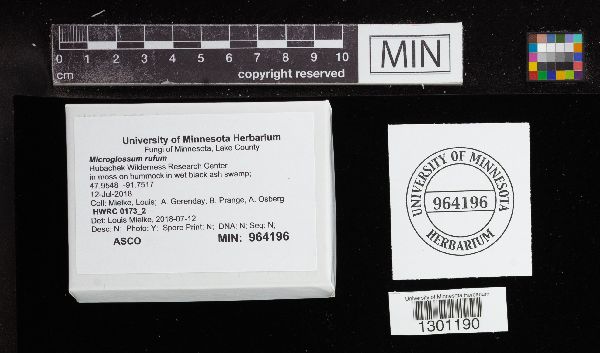 0 1 2 3 4 5 6 7 8 9 10
cm
copyright reserved
MIN
University of Minnesota Herbarium
Fungi of Minnesota, Lake County
Microglossum rufum
Hubachek Wilderness Research Center
in moss on hummock in wet black ash swamp;
47.9548 -91.7517
12-Jul-2018
Coll: Mielke, Louis; A. Gerenday, B. Prange, A. Osberg
HWRC 0173_2
Det: Louis Mielke, 2018-07-12
Desc: N: Photo: Y; Spore Print: N; DNA: N; Seq: N;
ASCO MIN: 964196
UNIVERSITY OF MINNESOTA
964196
HERBARIUM
University of Minnesota Herbarium
1301190